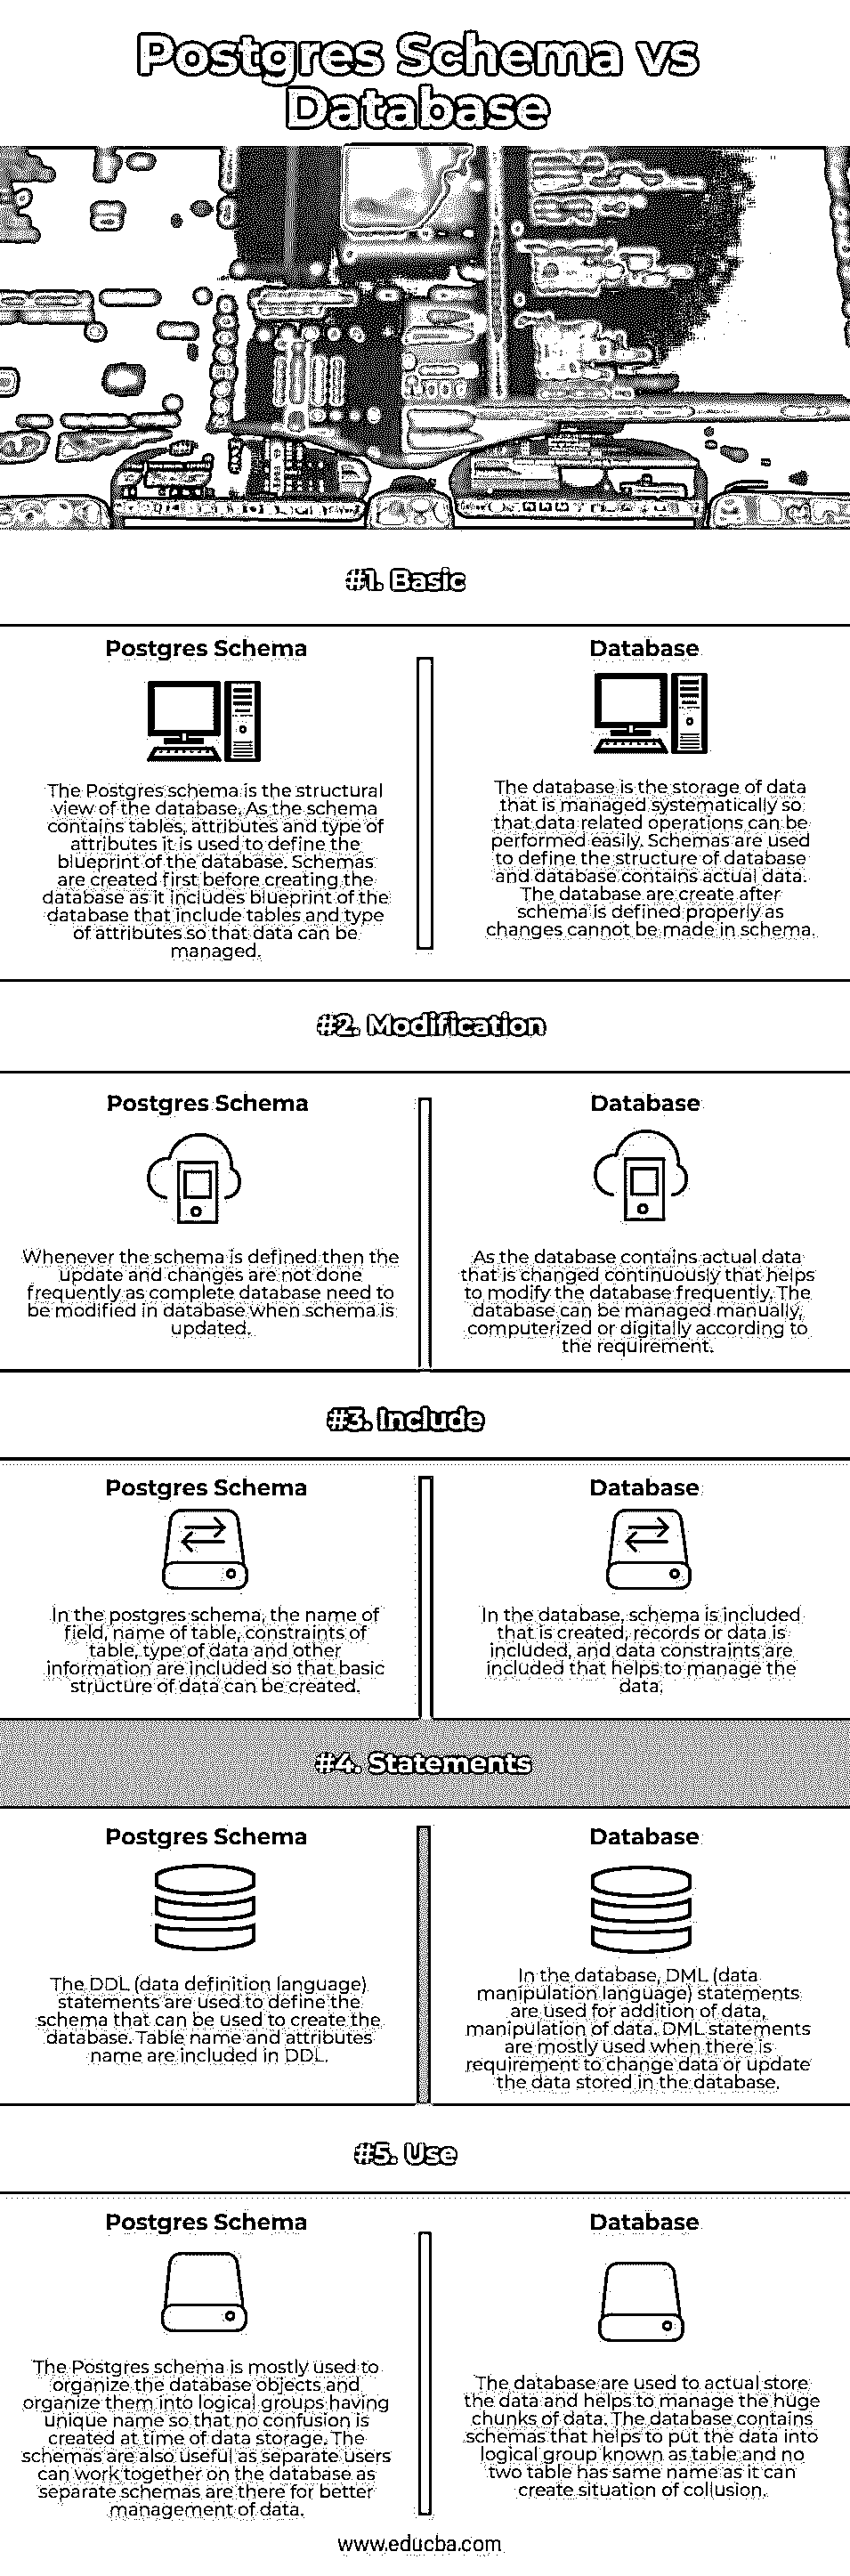 Postgres Schema vs
Database
#1. Basic
Postgres Schema
The Postgres schema is the structural
view of the database. As the schema
contains tables, attributes and type of
attributes it is used to define the
blueprint of the database. Schemas
are created first before creating the
database as it includes blueprint of the
database that include tables and type
of attributes so that data can be
managed.
Database
The database is the storage of data
that is managed systematically so
that data related operations can be
performed easily. Schemas are used
to define the structure of database
and database contains actual data.
The database are create after
schema is defined properly as
changes cannot be made in schema.
#2. Modification
Postgres Schema
Whenever the schema is defined then the
update and changes are not done
frequently as complete database need to
be modified in database when schema is
updated.
Database
As the database contains actual data
that is changed continuously that helps
to modify the database frequently. The
database can be managed manually,
computerized or digitally according to
the requirement.
#3. Include
Postgres Schema
In the postgres schema, the name of
field, name of table, constraints of
table, type of data and other
information are included so that basic
structure of data can be created.
Database
In the database, schema is included
that is created, records or data is
included, and data constraints are
included that helps to manage the
data.
#4. Statements
Postgres Schema
The DDL (data definition language)
statements are used to define the
schema that can be used to create the
database. Table name and attributes
name are included in DDL.
Database
In the database, DML (data
manipulation language) statements
are used for addition of data,
manipulation of data. DML statements
are mostly used when there is
requirement to change data or update
the data stored in the database.
#5. Use
Postgres Schema
The Postgres schema is mostly used to
organize the database objects and
organize them into logical groups having
unique name so that no confusion is
created at time of data storage. The
schemas are also useful as separate users
can work together on the database as
separate schemas are there for better
management of data.
Database
The database are used to actual store
the data and helps to manage the huge
chunks of data. The database contains
schemas that helps to put the data into
logical group known as table and no
two table has same name as it can
create situation of collusion.
www.educba.com